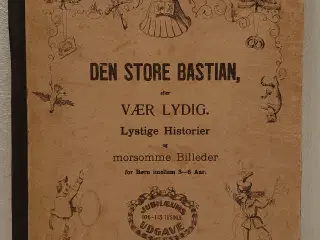 DEN STORE BASTIAN,
eller
VÆR LYDIG.
Lystige Historier
og
morsomme Billeder
for Børn imellem 3—6 Aar.
JUBILÆUMS
UDGAVE